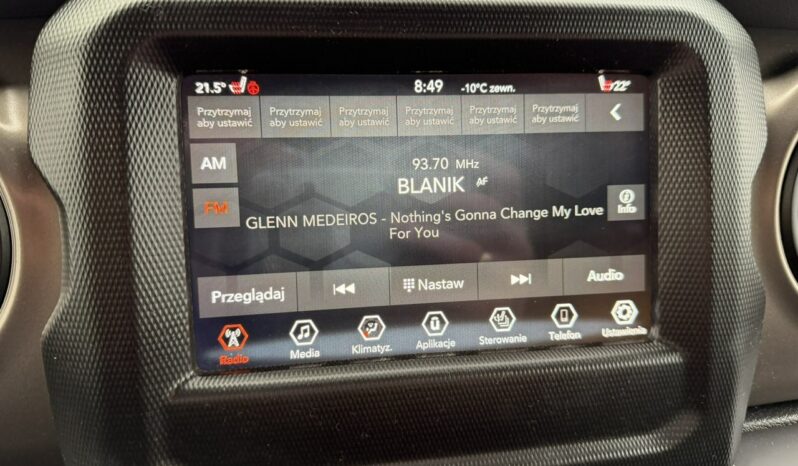 21.5° 8:49 -10°C zewn. 22°
Przytrzymaj aby ustawić
Przytrzymaj aby ustawić
Przytrzymaj aby ustawić
Przytrzymaj aby ustawić
Przytrzymaj aby ustawić
Przytrzymaj aby ustawić
AM
93.70 MHz
BLANIK AF
FM
Info
GLENN MEDEIROS - Nothing's Gonna Change My Love
For You
Przeglądaj Nastaw Audio
Radio Media Klimatyz. Aplikacje Sterowanie Telefon Ustawienia